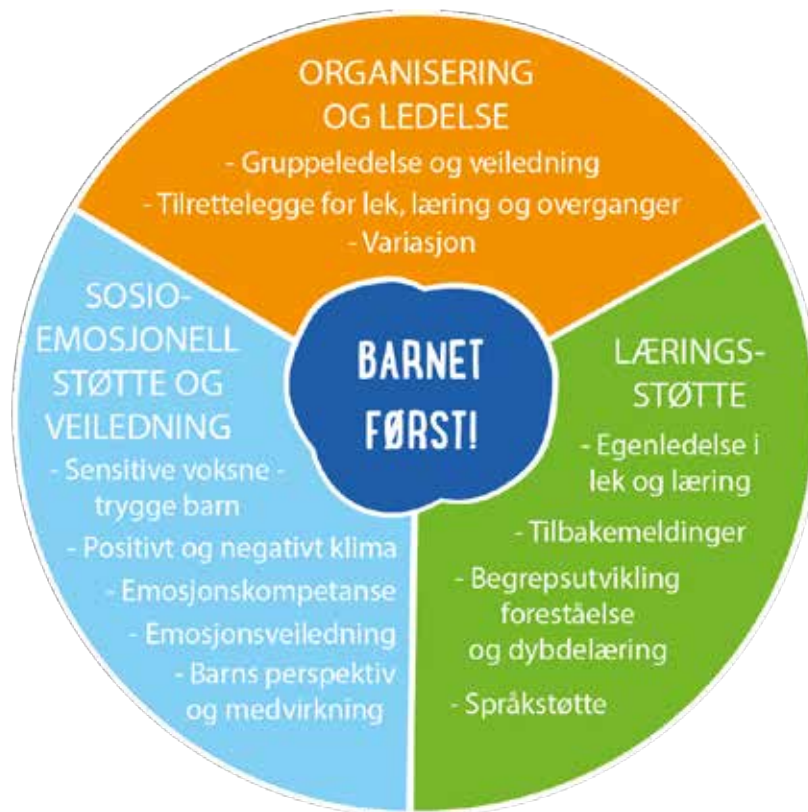 ORGANISERING
OG LEDELSE
- Gruppeledelse og veiledning
- Tilrettelegge for lek, læring og overganger
- Variasjon
SOSIO-
EMOSJONELL
STØTTE OG
VEILEDNING
- Sensitive voksne -
trygge barn
- Positivt og negativt klima
- Emosjonskompetanse
- Emosjonsveiledning
- Barns perspektiv
og medvirkning
BARNET
FØRST!
LÆRINGS-
STØTTE
- Egenledelse i
lek og læring
- Tilbakemeldinger
- Begrepsutvikling
foreståelse
og dybdelæring
- Språkstøtte